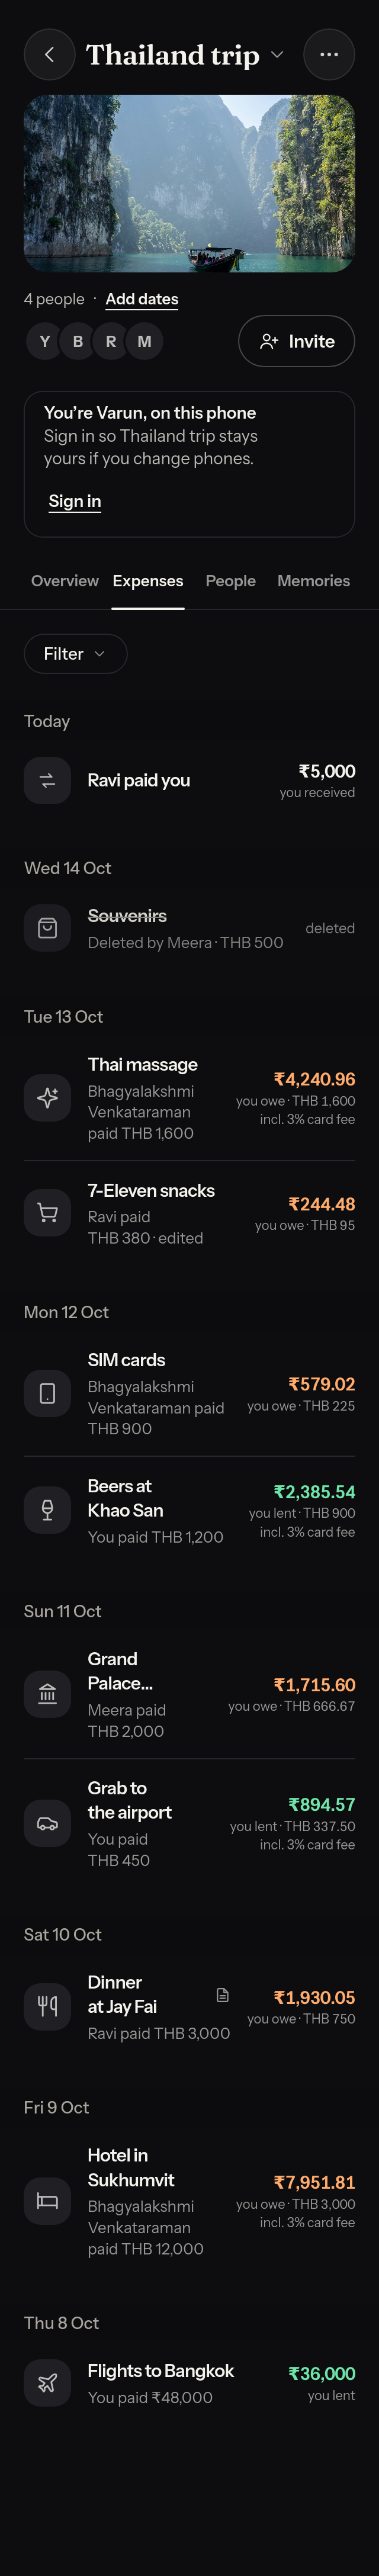 Thailand trip
4 people · Add dates
Y B R M
Invite
You’re Varun, on this phone
Sign in so Thailand trip stays
yours if you change phones.
Sign in
Overview Expenses People Memories
Filter
Today
Ravi paid you
₹5,000
you received
Wed 14 Oct
Souvenirs
Deleted by Meera · THB 500
deleted
Tue 13 Oct
Thai massage
Bhagyalakshmi
Venkataraman
paid THB 1,600
₹4,240.96
you owe · THB 1,600
incl. 3% card fee
7-Eleven snacks
Ravi paid
THB 380 · edited
₹244.48
you owe · THB 95
Mon 12 Oct
SIM cards
Bhagyalakshmi
Venkataraman paid
THB 900
₹579.02
you owe · THB 225
Beers at
Khao San
You paid THB 1,200
₹2,385.54
you lent · THB 900
incl. 3% card fee
Sun 11 Oct
Grand
Palace…
Meera paid
THB 2,000
₹1,715.60
you owe · THB 666.67
Grab to
the airport
You paid
THB 450
₹894.57
you lent · THB 337.50
incl. 3% card fee
Sat 10 Oct
Dinner
at Jay Fai
Ravi paid THB 3,000
₹1,930.05
you owe · THB 750
Fri 9 Oct
Hotel in
Sukhumvit
Bhagyalakshmi
Venkataraman
paid THB 12,000
₹7,951.81
you owe · THB 3,000
incl. 3% card fee
Thu 8 Oct
Flights to Bangkok
You paid ₹48,000
₹36,000
you lent